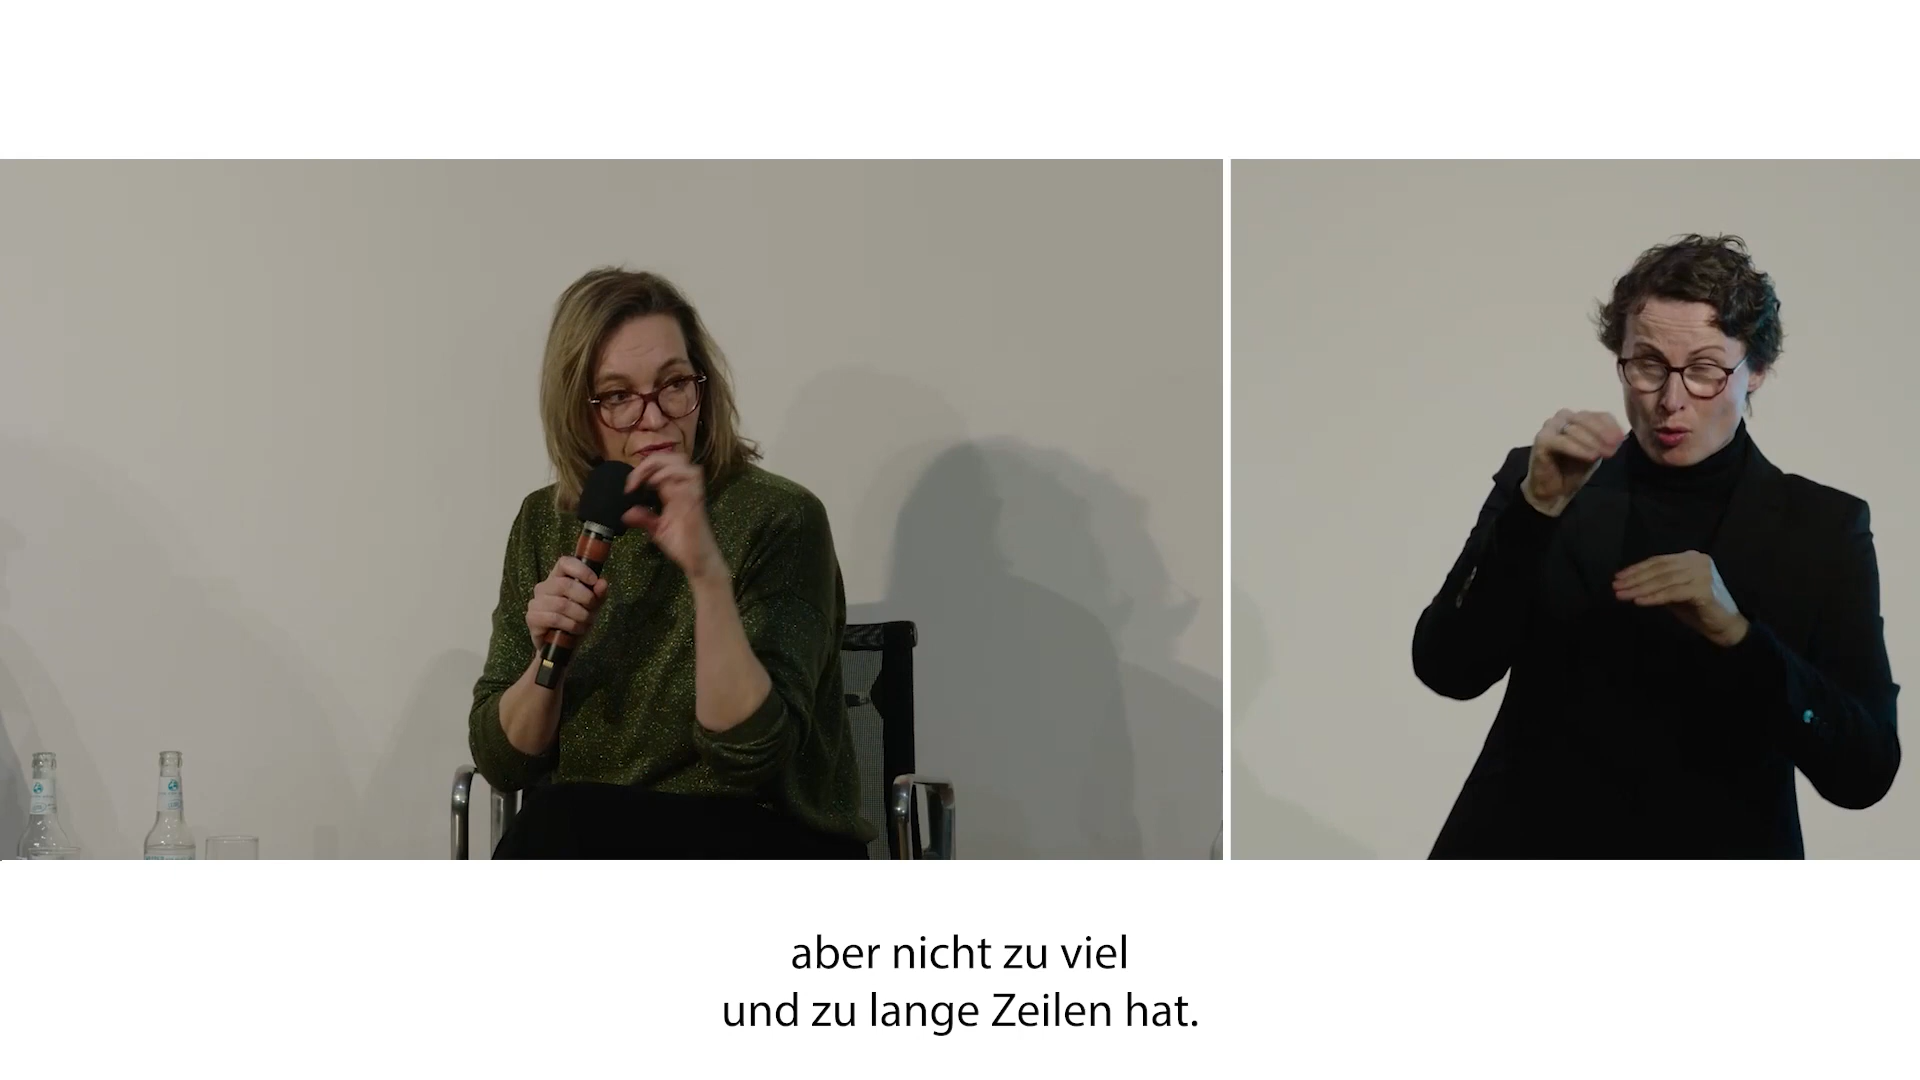 aber nicht zu viel
und zu lange Zeilen hat.